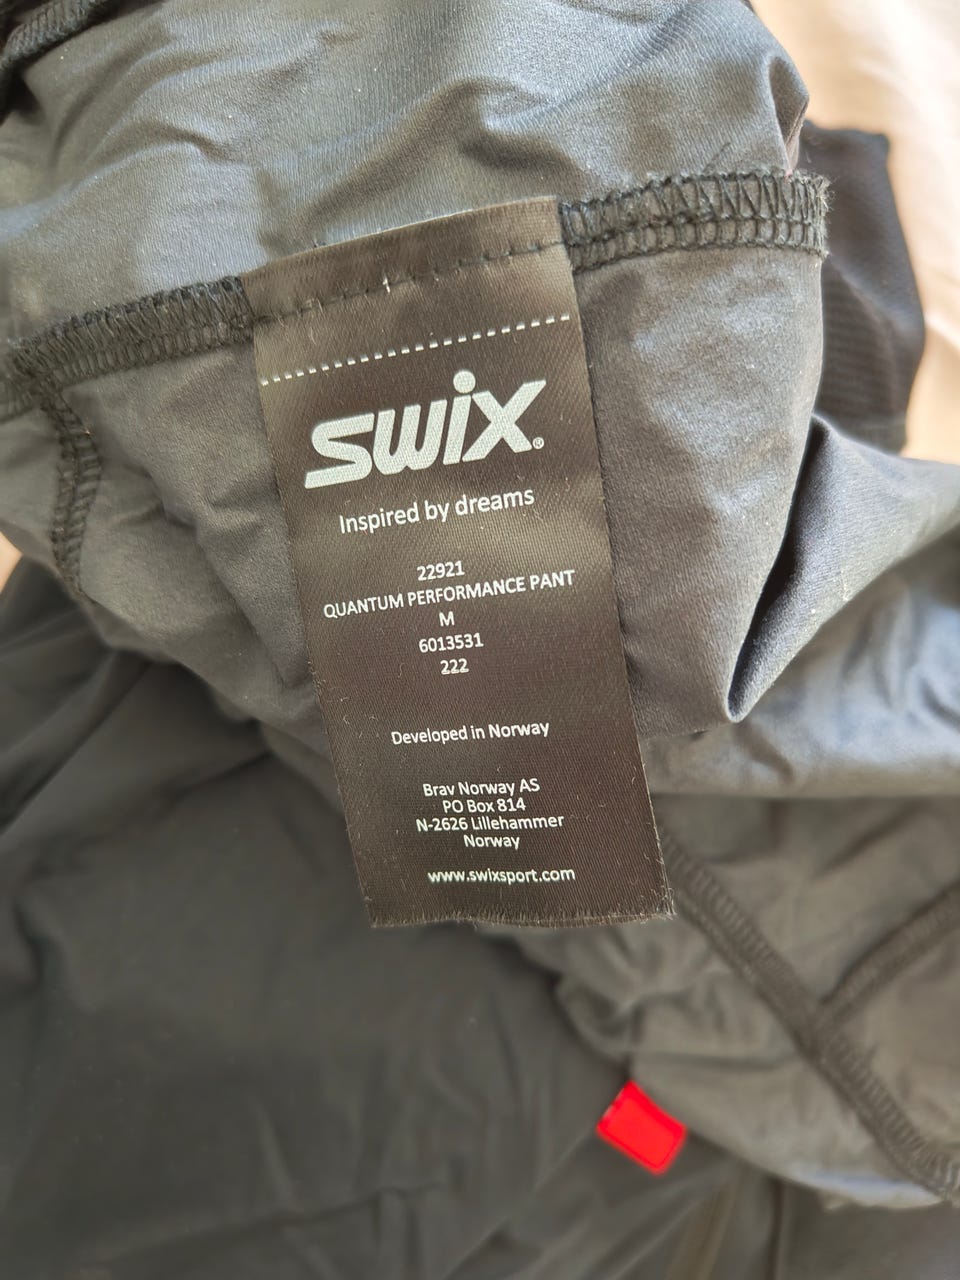 swix®
Inspired by dreams
22921
QUANTUM PERFORMANCE PANT
M
6013531
222
Developed in Norway
Brav Norway AS
PO Box 814
N-2626 Lillehammer
Norway
www.swixsport.com